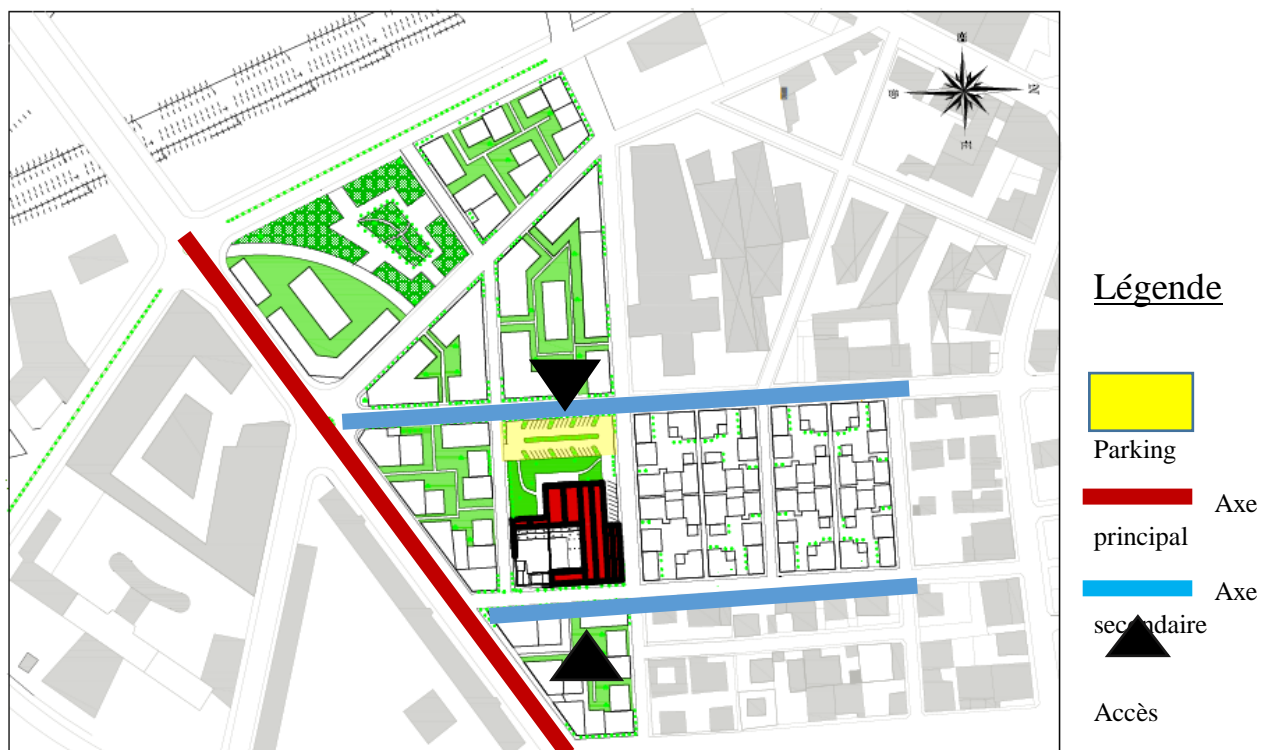 Légende
Parking
Axe
principal
Axe
secondaire
Accès